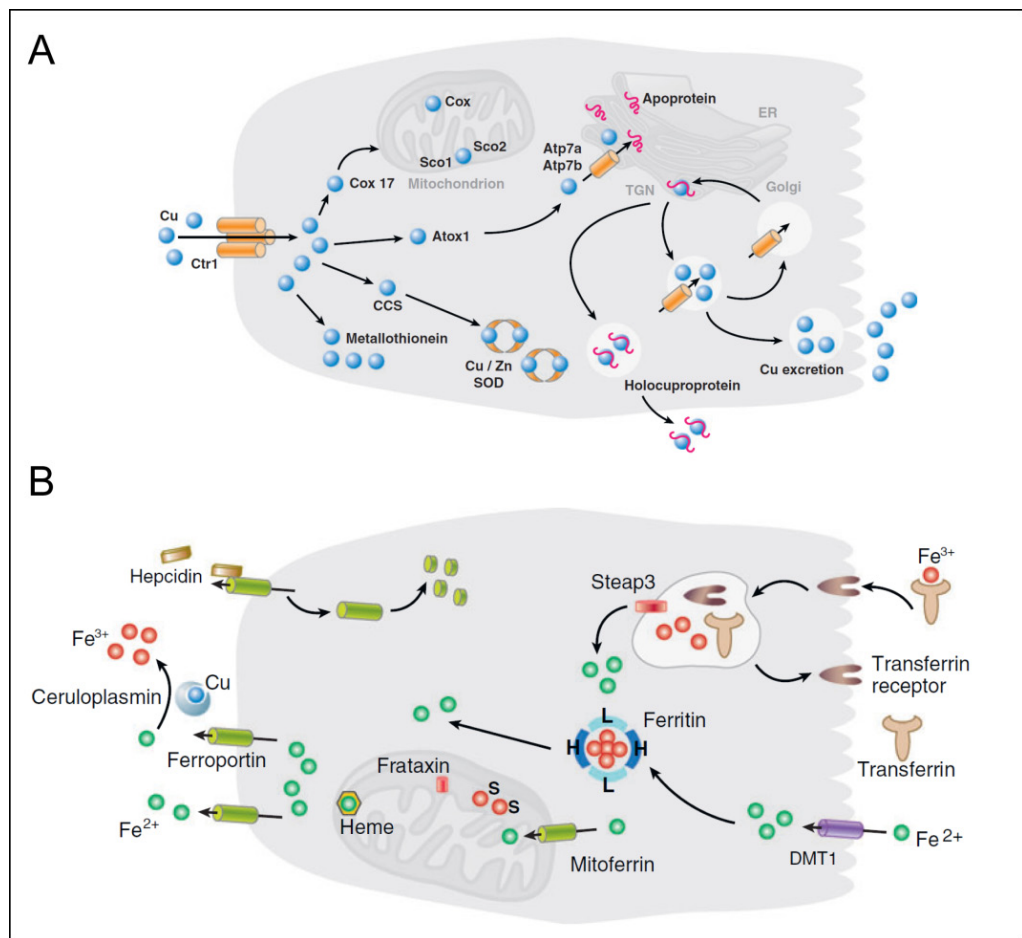 A
Cox
Sco2
Sco1
Mitochondrion
Cox 17
Cu
Ctr1
Atox1
CCS
Metallothionein
Cu / Zn
SOD
Atp7a
Atp7b
Apoprotein
ER
TGN
Golgi
Holocuproprotein
Cu excretion
B
Hepcidin
Fe³⁺
Ceruloplasmin
Cu
Ferroportin
Fe²⁺
Frataxin
S
S
Heme
Mitoferrin
Steap3
L
H
H
L
Ferritin
Fe³⁺
Transferrin
receptor
Transferrin
DMT1
Fe 2+